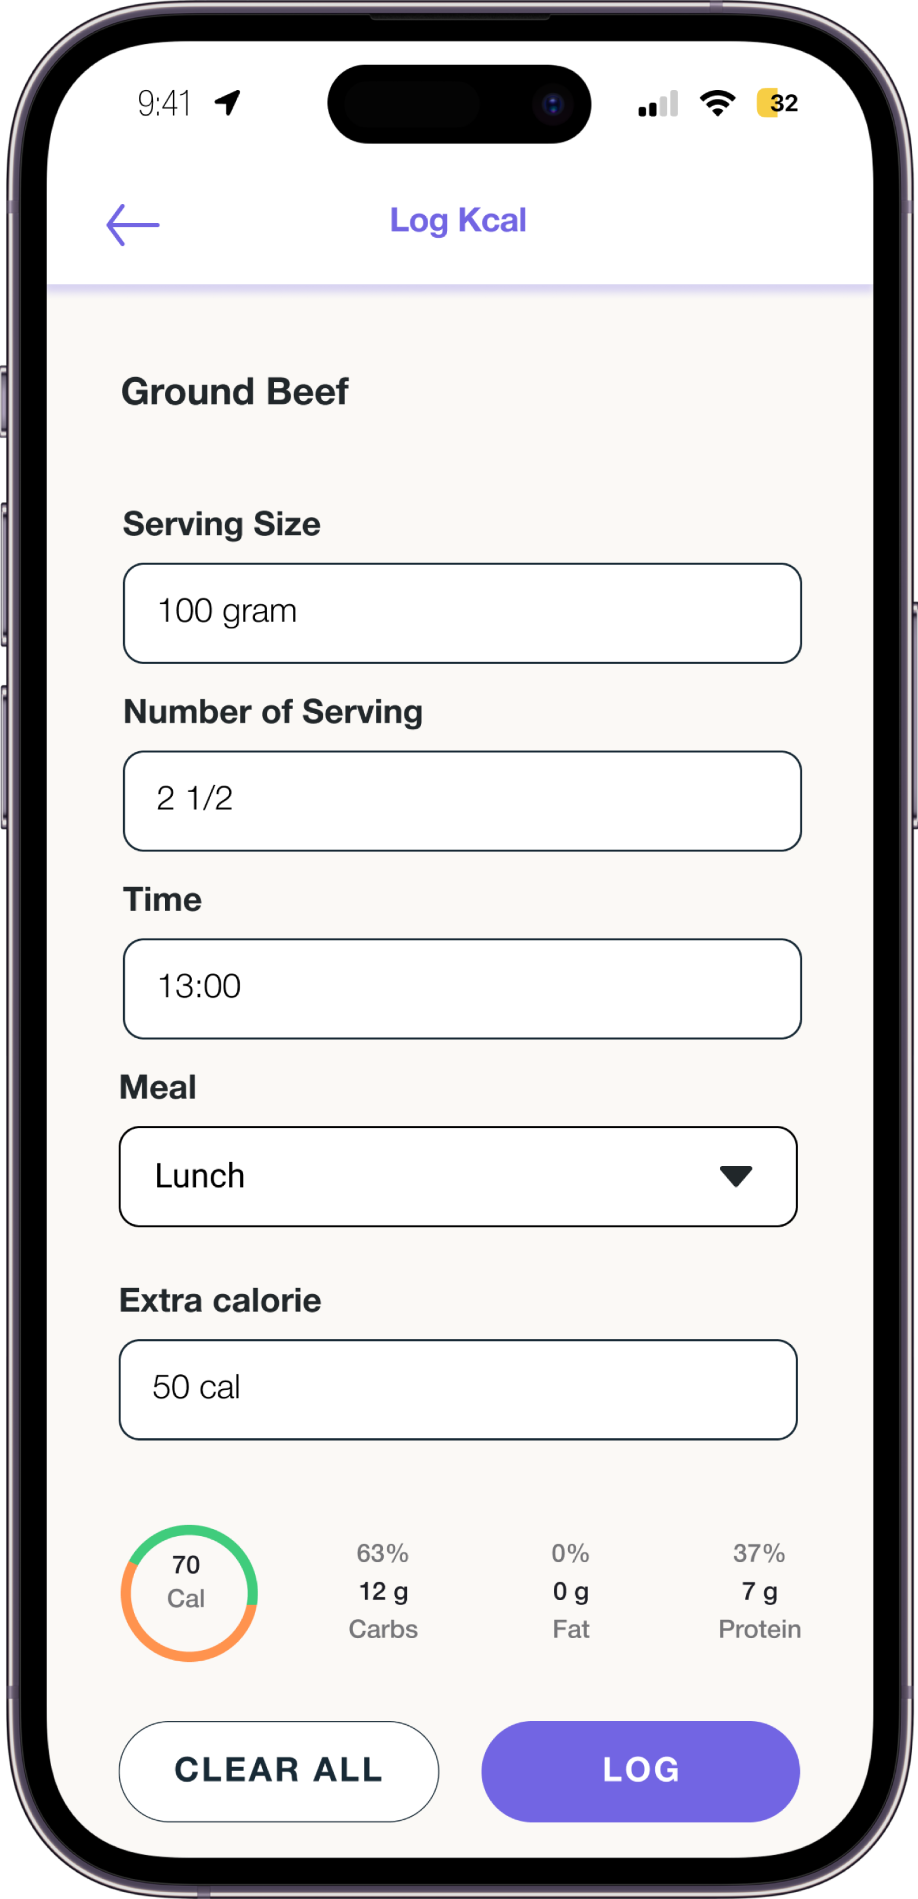 9:41
32
Log Kcal
Ground Beef
Serving Size
100 gram
Number of Serving
2 1/2
Time
13:00
Meal
Lunch
Extra calorie
50 cal
70
Cal
63%
12 g
Carbs
0%
0 g
Fat
37%
7 g
Protein
CLEAR ALL
LOG